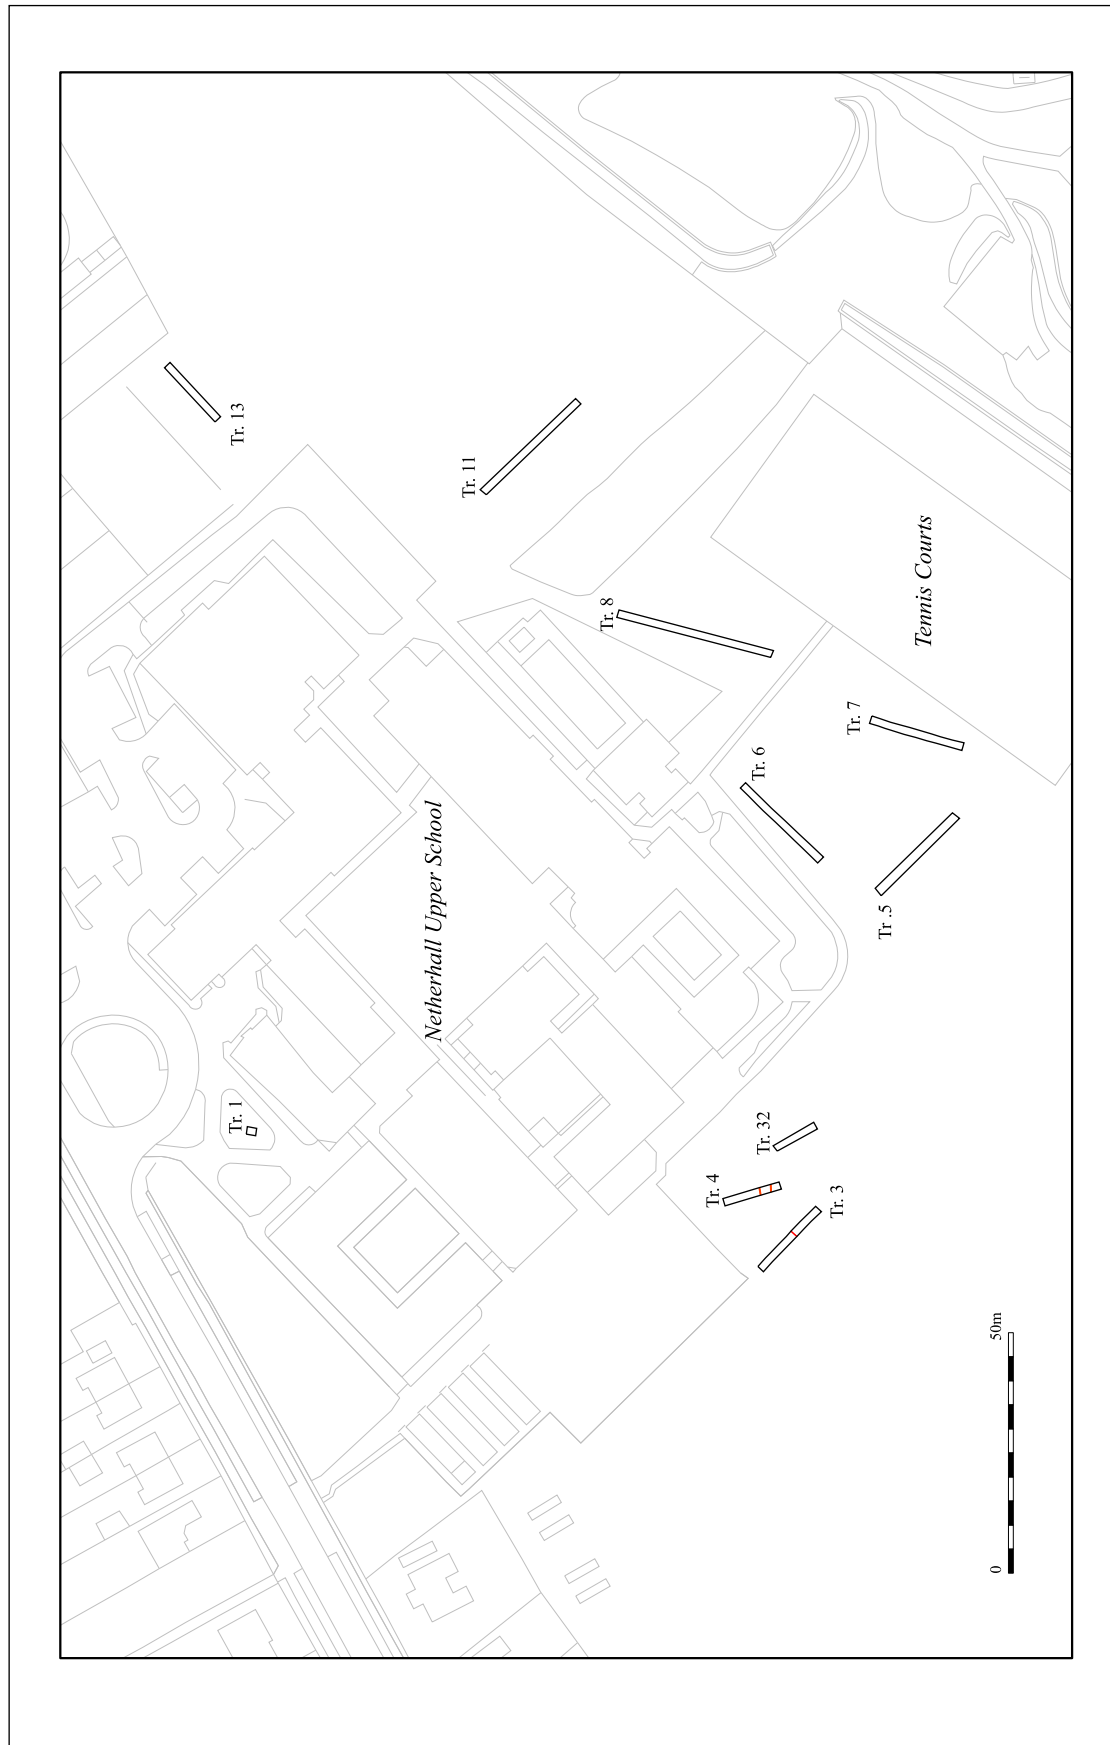 Tr. 13
Tr. 11
Tr. 8
Tennis Courts
Tr. 7
Tr. 6
Netherhall Upper School
Tr .5
Tr. 1
Tr. 32
Tr. 4
Tr. 3
0
50m